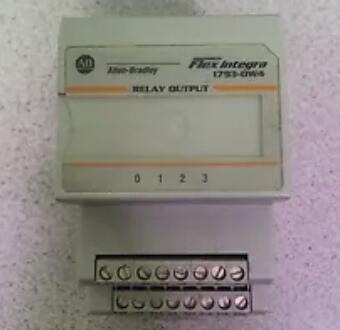 AB
Allen-Bradley
Flex Integra
1793-OW4
RELAY OUTPUT
0 1 2 3